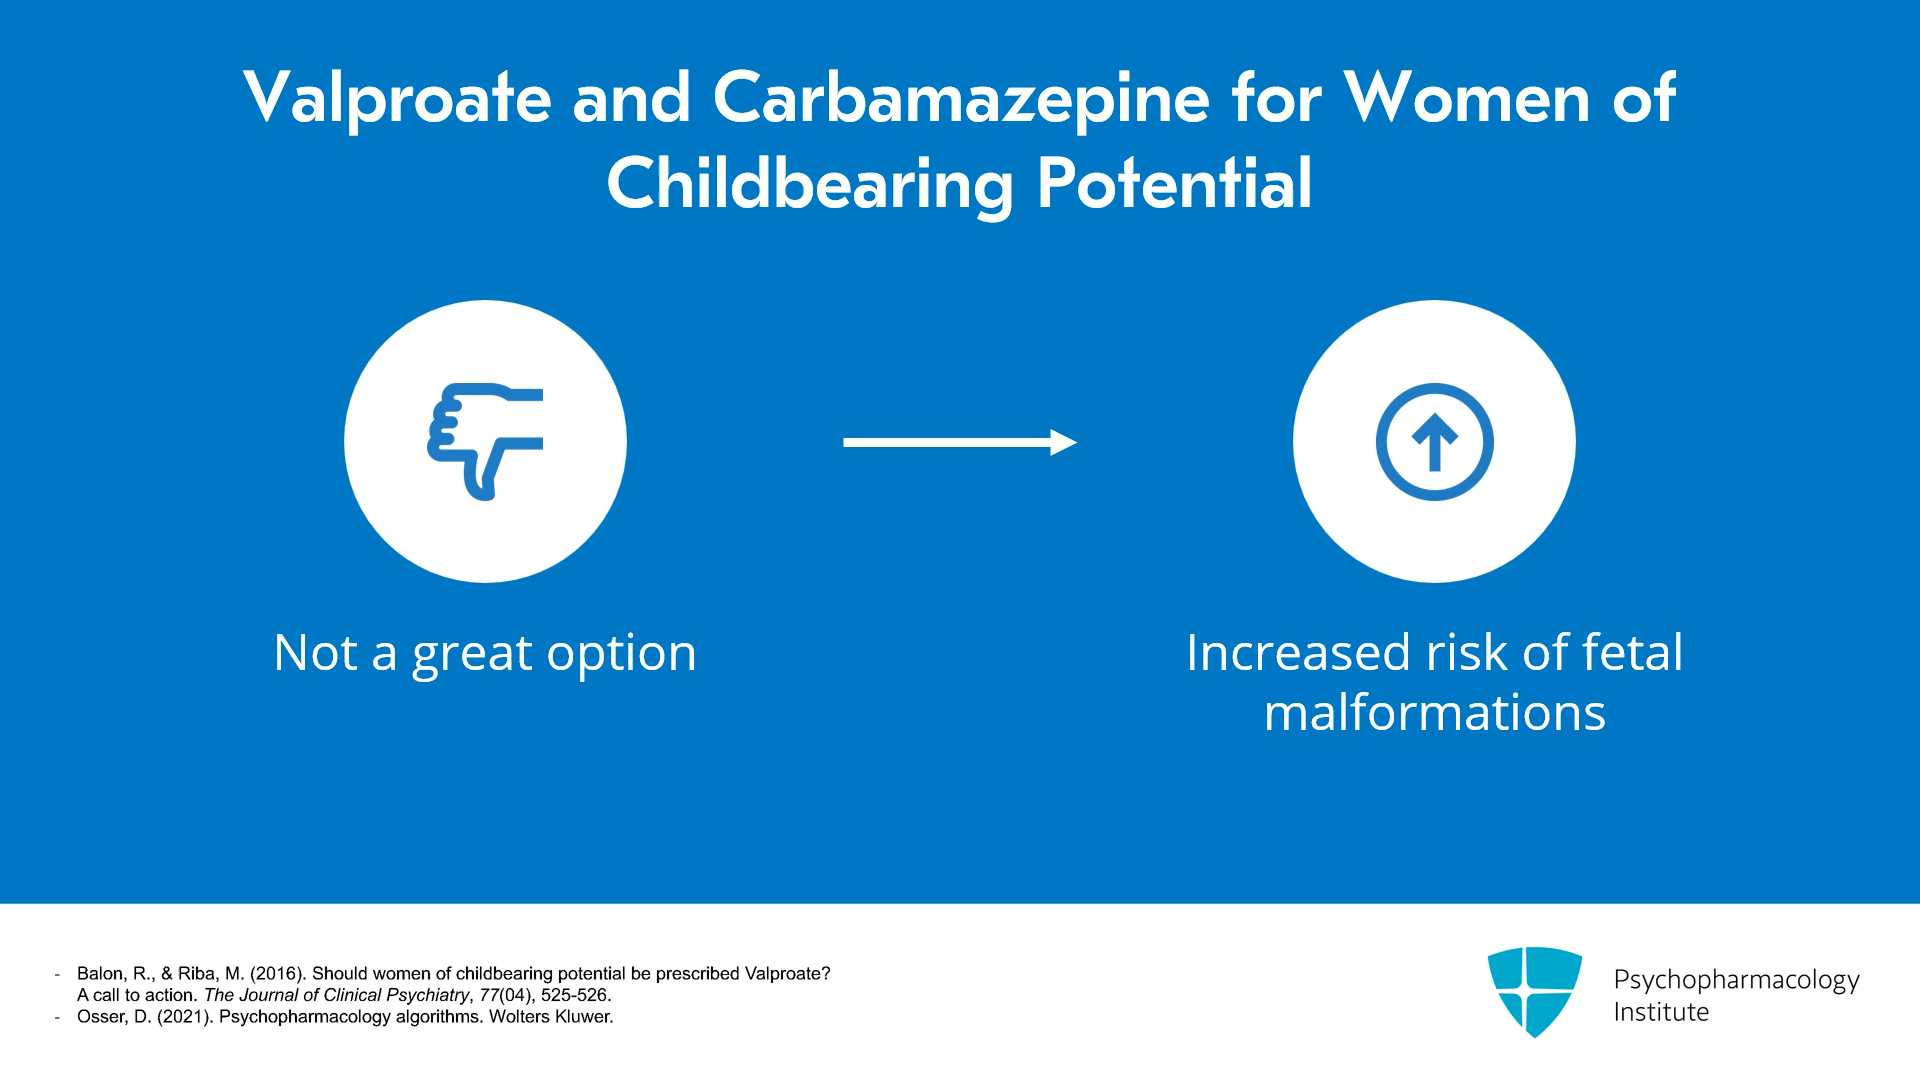 Valproate and Carbamazepine for Women of
Childbearing Potential
Not a great option
Increased risk of fetal
malformations
- Balon, R., & Riba, M. (2016). Should women of childbearing potential be prescribed Valproate?
A call to action. The Journal of Clinical Psychiatry, 77(04), 525-526.
- Osser, D. (2021). Psychopharmacology algorithms. Wolters Kluwer.
Psychopharmacology
Institute